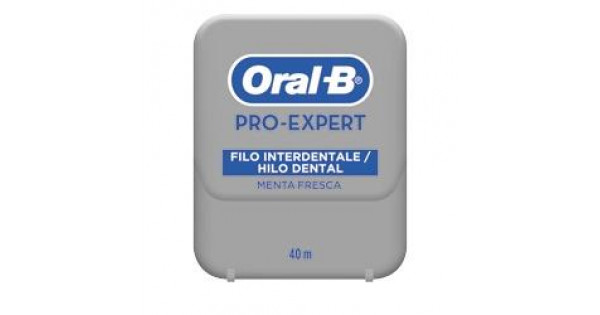 Oral-B®
PRO-EXPERT
FILO INTERDENTALE /
HILO DENTAL
MENTA FRESCA
40 m